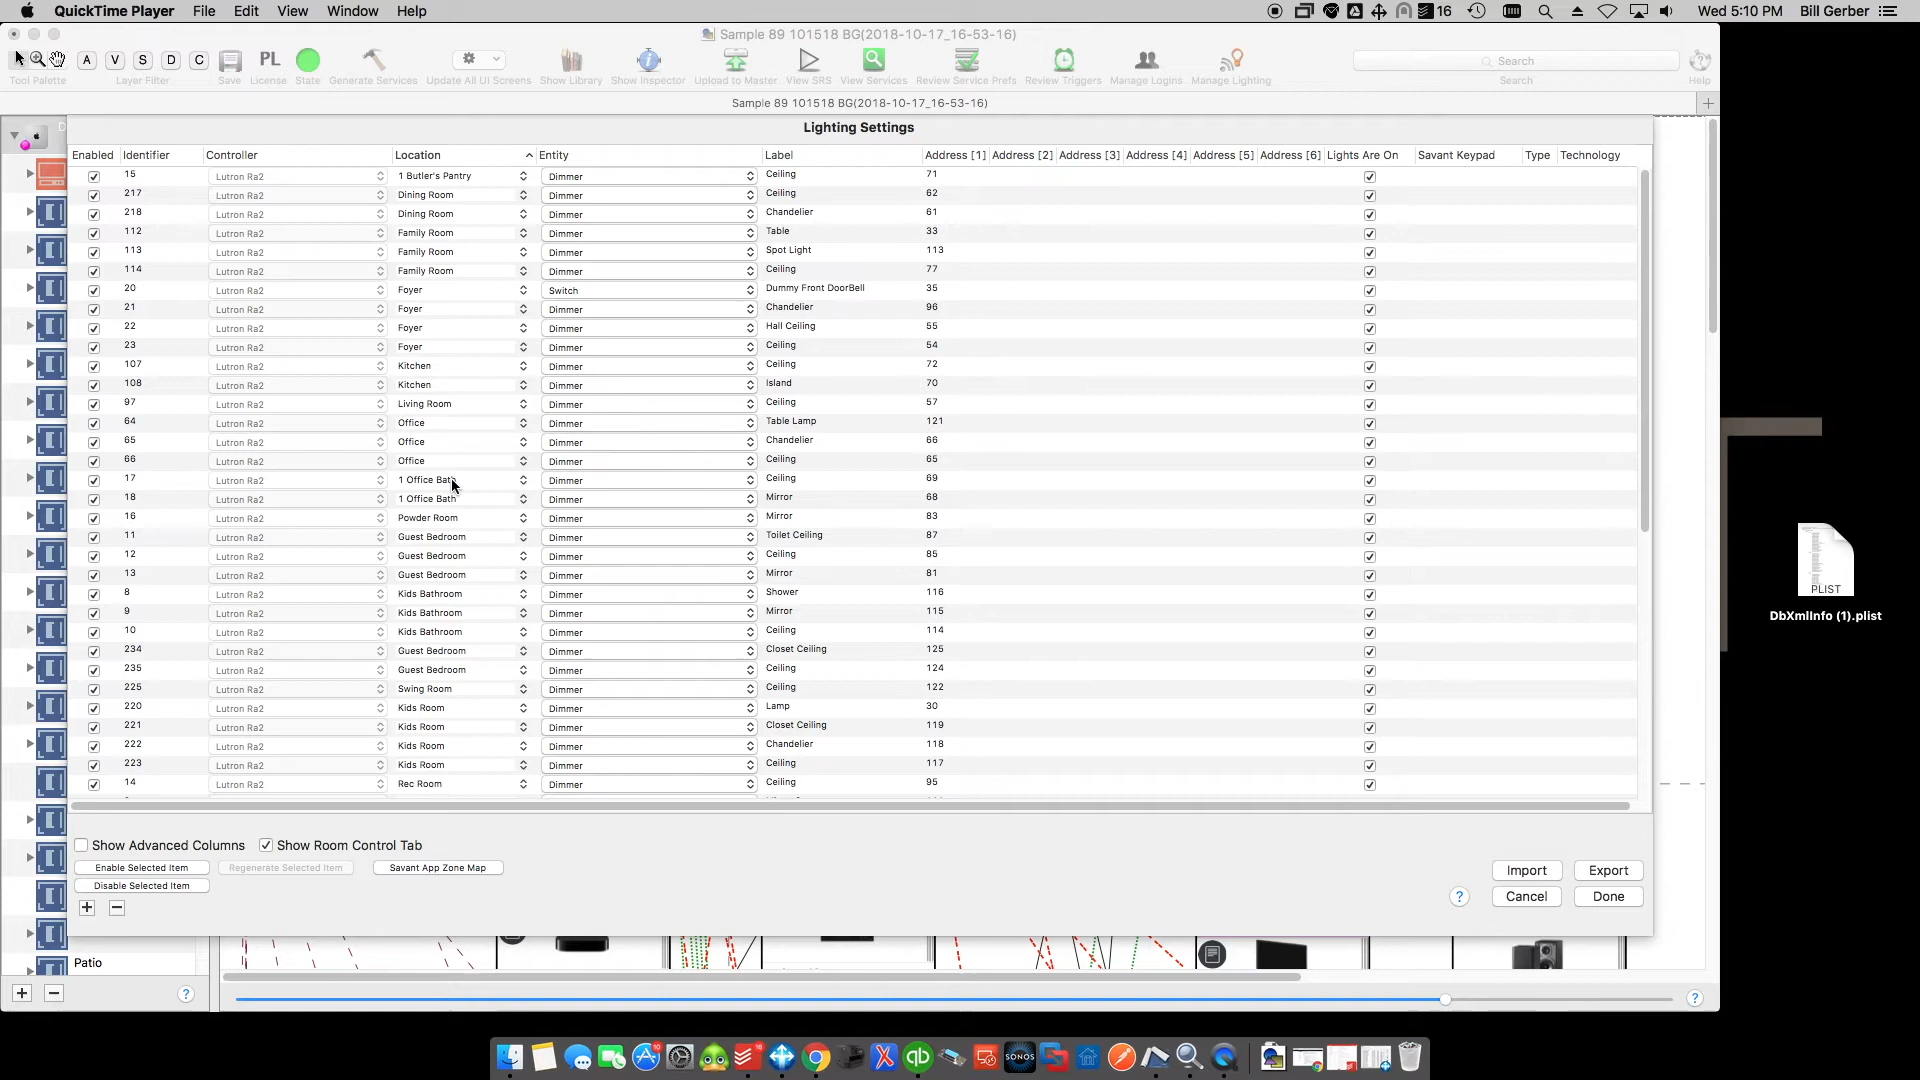 QuickTime Player File Edit View Window Help 16 Wed 5:10 PM Bill Gerber
Sample 89 101518 BG(2018-10-17_16-53-16)
A V S D C PL Search
Tool Palette Layer Filter Save License State Generate Services Update All UI Screens Show Library Show Inspector Upload to Master View SRS View Services Review Service Prefs Review Triggers Manage Logins Manage Lighting Search Help
Sample 89 101518 BG(2018-10-17_16-53-16)
Lighting Settings
Enabled Identifier Controller Location Entity Label Address [1] Address [2] Address [3] Address [4] Address [5] Address [6] Lights Are On Savant Keypad Type Technology
15 Lutron Ra2 1 Butler's Pantry Dimmer Ceiling 71
217 Lutron Ra2 Dining Room Dimmer Ceiling 62
218 Lutron Ra2 Dining Room Dimmer Chandelier 61
112 Lutron Ra2 Family Room Dimmer Table 33
113 Lutron Ra2 Family Room Dimmer Spot Light 113
114 Lutron Ra2 Family Room Dimmer Ceiling 77
20 Lutron Ra2 Foyer Switch Dummy Front DoorBell 35
21 Lutron Ra2 Foyer Dimmer Chandelier 96
22 Lutron Ra2 Foyer Dimmer Hall Ceiling 55
23 Lutron Ra2 Foyer Dimmer Ceiling 54
107 Lutron Ra2 Kitchen Dimmer Ceiling 72
108 Lutron Ra2 Kitchen Dimmer Island 70
97 Lutron Ra2 Living Room Dimmer Ceiling 57
64 Lutron Ra2 Office Dimmer Table Lamp 121
65 Lutron Ra2 Office Dimmer Chandelier 66
66 Lutron Ra2 Office Dimmer Ceiling 65
17 Lutron Ra2 1 Office Bath Dimmer Ceiling 69
18 Lutron Ra2 1 Office Bath Dimmer Mirror 68
16 Lutron Ra2 Powder Room Dimmer Mirror 83
11 Lutron Ra2 Guest Bedroom Dimmer Toilet Ceiling 87
12 Lutron Ra2 Guest Bedroom Dimmer Ceiling 85
13 Lutron Ra2 Guest Bedroom Dimmer Mirror 81
8 Lutron Ra2 Kids Bathroom Dimmer Shower 116
9 Lutron Ra2 Kids Bathroom Dimmer Mirror 115
10 Lutron Ra2 Kids Bathroom Dimmer Ceiling 114
234 Lutron Ra2 Guest Bedroom Dimmer Closet Ceiling 125
235 Lutron Ra2 Guest Bedroom Dimmer Ceiling 124
225 Lutron Ra2 Swing Room Dimmer Ceiling 122
220 Lutron Ra2 Kids Room Dimmer Lamp 30
221 Lutron Ra2 Kids Room Dimmer Closet Ceiling 119
222 Lutron Ra2 Kids Room Dimmer Chandelier 118
223 Lutron Ra2 Kids Room Dimmer Ceiling 117
14 Lutron Ra2 Rec Room Dimmer Ceiling 95
PLIST
DbXmlInfo (1).plist
Show Advanced Columns Show Room Control Tab
Enable Selected Item Regenerate Selected Item Savant App Zone Map
Disable Selected Item
Import Export
? Cancel Done
Patio
? ?
SONOS